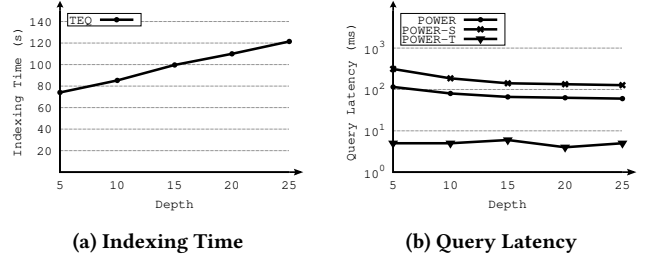 TEQ
140
120
100
80
60
40
20
5
10
15
20
25
Indexing Time (s)
Depth
(a) Indexing Time
POWER
POWER-S
POWER-T
10³
10²
10¹
10⁰
5
10
15
20
25
Query Latency (ms)
Depth
(b) Query Latency